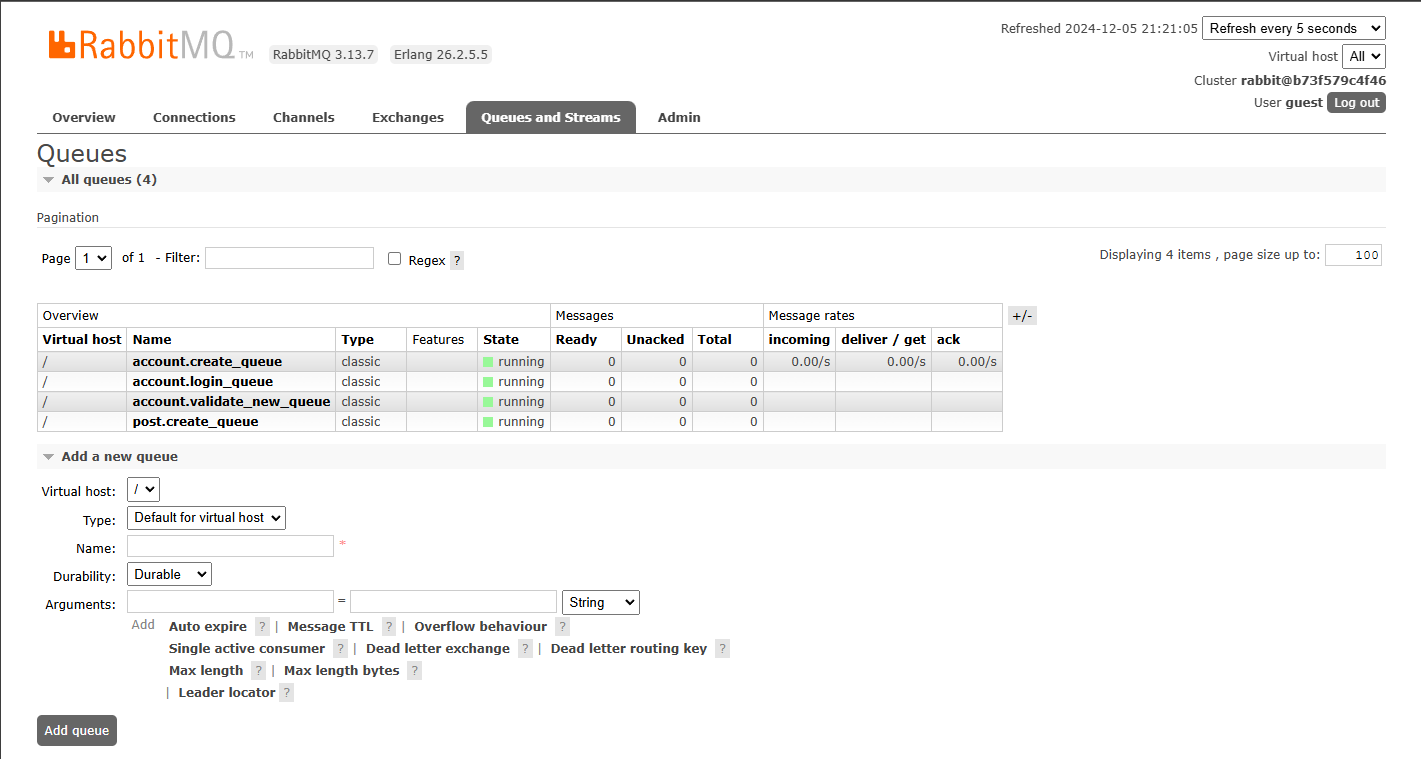 RabbitMQ TM RabbitMQ 3.13.7 Erlang 26.2.5.5
Refreshed 2024-12-05 21:21:05 Refresh every 5 seconds
Virtual host All
Cluster rabbit@b73f579c4f46
User guest Log out
Overview Connections Channels Exchanges Queues and Streams Admin
Queues
All queues (4)
Pagination
Page 1 of 1 - Filter: Regex ? Displaying 4 items , page size up to: 100
Overview Messages Message rates +/-
Virtual host Name Type Features State Ready Unacked Total incoming deliver / get ack
/ account.create_queue classic running 0 0 0 0.00/s 0.00/s 0.00/s
/ account.login_queue classic running 0 0 0
/ account.validate_new_queue classic running 0 0 0
/ post.create_queue classic running 0 0 0
Add a new queue
Virtual host: /
Type: Default for virtual host
Name: *
Durability: Durable
Arguments: = String
Add Auto expire ? | Message TTL ? | Overflow behaviour ?
Single active consumer ? | Dead letter exchange ? | Dead letter routing key ?
Max length ? | Max length bytes ?
| Leader locator ?
Add queue